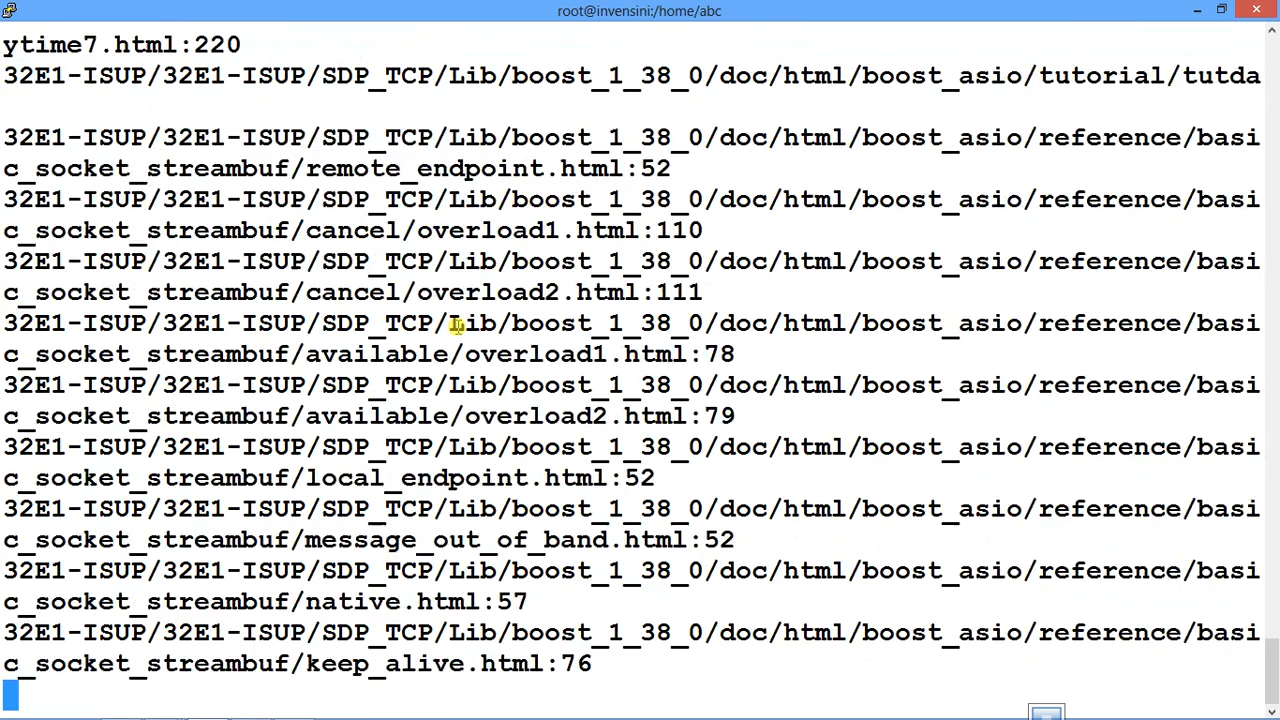 root@invensini:/home/abc
ytime7.html:220
32E1-ISUP/32E1-ISUP/SDP_TCP/Lib/boost_1_38_0/doc/html/boost_asio/tutorial/tutda
32E1-ISUP/32E1-ISUP/SDP_TCP/Lib/boost_1_38_0/doc/html/boost_asio/reference/basi
c_socket_streambuf/remote_endpoint.html:52
32E1-ISUP/32E1-ISUP/SDP_TCP/Lib/boost_1_38_0/doc/html/boost_asio/reference/basi
c_socket_streambuf/cancel/overload1.html:110
32E1-ISUP/32E1-ISUP/SDP_TCP/Lib/boost_1_38_0/doc/html/boost_asio/reference/basi
c_socket_streambuf/cancel/overload2.html:111
32E1-ISUP/32E1-ISUP/SDP_TCP/Lib/boost_1_38_0/doc/html/boost_asio/reference/basi
c_socket_streambuf/available/overload1.html:78
32E1-ISUP/32E1-ISUP/SDP_TCP/Lib/boost_1_38_0/doc/html/boost_asio/reference/basi
c_socket_streambuf/available/overload2.html:79
32E1-ISUP/32E1-ISUP/SDP_TCP/Lib/boost_1_38_0/doc/html/boost_asio/reference/basi
c_socket_streambuf/local_endpoint.html:52
32E1-ISUP/32E1-ISUP/SDP_TCP/Lib/boost_1_38_0/doc/html/boost_asio/reference/basi
c_socket_streambuf/message_out_of_band.html:52
32E1-ISUP/32E1-ISUP/SDP_TCP/Lib/boost_1_38_0/doc/html/boost_asio/reference/basi
c_socket_streambuf/native.html:57
32E1-ISUP/32E1-ISUP/SDP_TCP/Lib/boost_1_38_0/doc/html/boost_asio/reference/basi
c_socket_streambuf/keep_alive.html:76